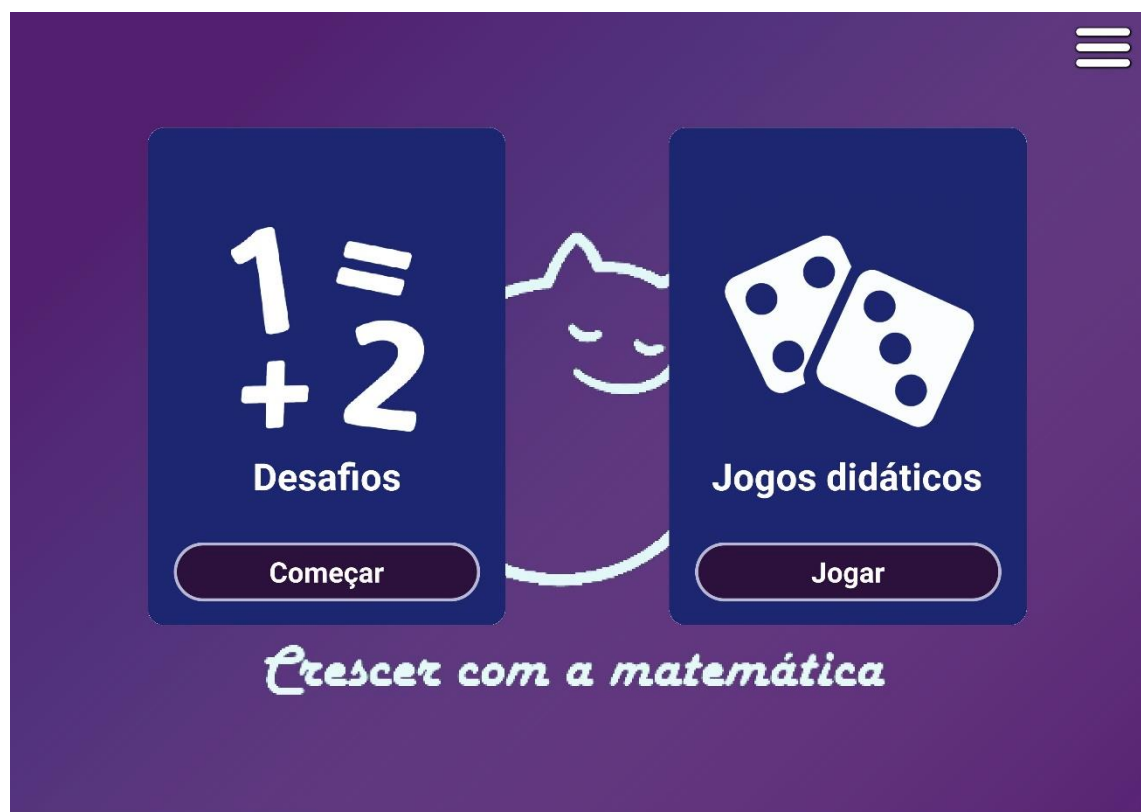 1 =
+ 2
Desafios
Começar
Jogos didáticos
Jogar
Crescer com a matemática